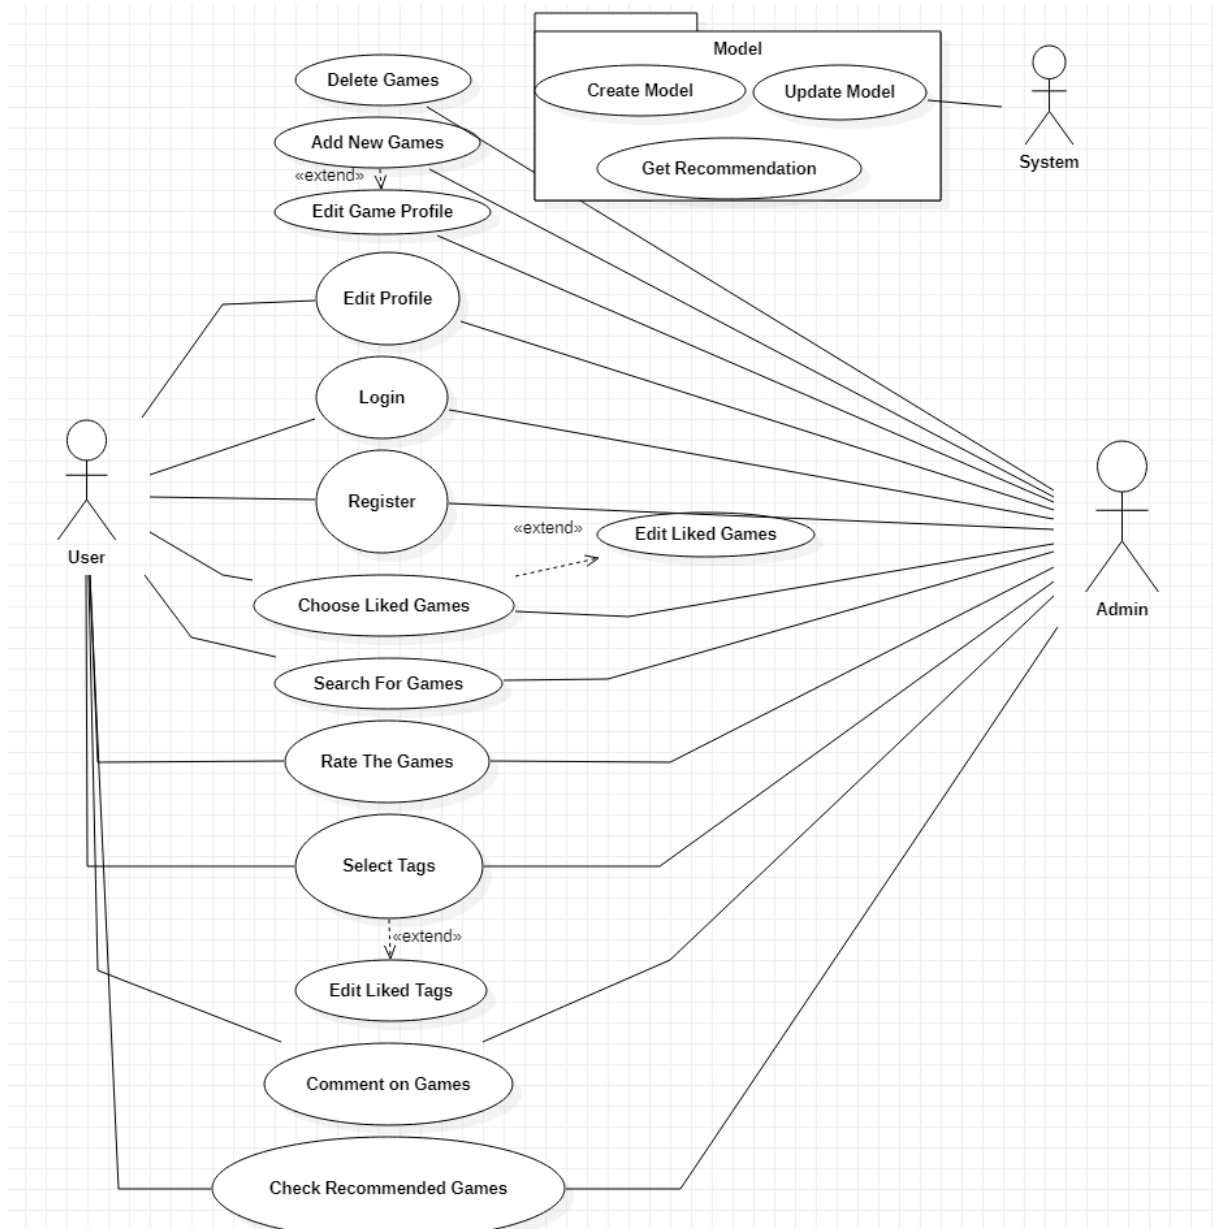 Model
Delete Games
Create Model
Update Model
Add New Games
System
«extend»
Get Recommendation
Edit Game Profile
Edit Profile
Login
Register
«extend»
Edit Liked Games
User
Choose Liked Games
Admin
Search For Games
Rate The Games
Select Tags
«extend»
Edit Liked Tags
Comment on Games
Check Recommended Games